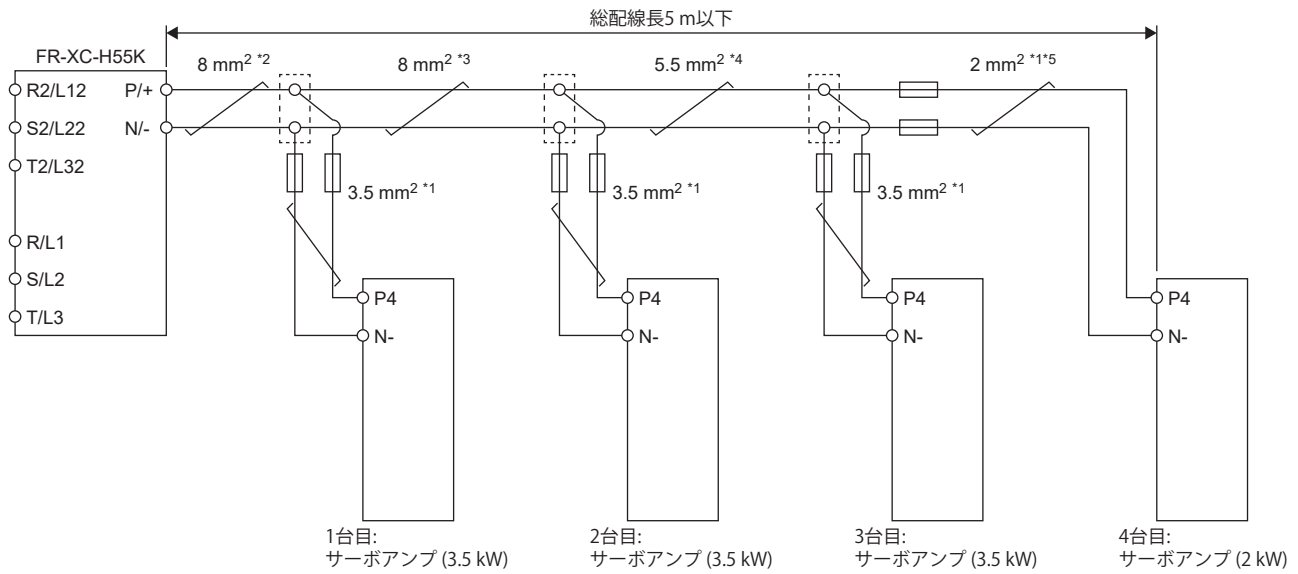 総配線長5 m以下
FR-XC-H55K
8 mm² *2
8 mm² *3
5.5 mm² *4
2 mm² *1*5
R2/L12
P/+
S2/L22
N/-
T2/L32
3.5 mm² *1
3.5 mm² *1
3.5 mm² *1
R/L1
S/L2
T/L3
P4
N-
P4
N-
P4
N-
P4
N-
1台目:
サーボアンプ (3.5 kW)
2台目:
サーボアンプ (3.5 kW)
3台目:
サーボアンプ (3.5 kW)
4台目:
サーボアンプ (2 kW)